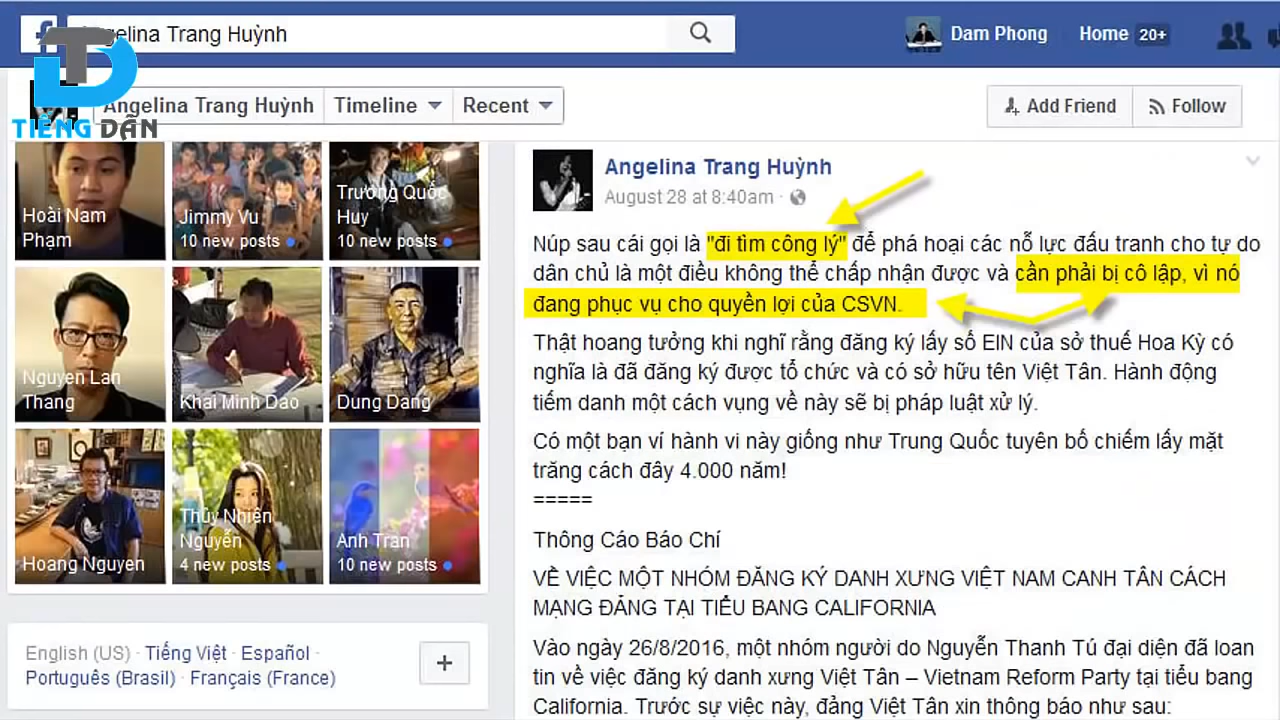 Angelina Trang Huỳnh
Dam Phong
Home 20+
TIẾNG DÂN
Angelina Trang Huỳnh
Timeline
Recent
Add Friend
Follow
Hoài Nam
Phạm
Jimmy Vu
10 new posts
Trương Quốc
Huy
10 new posts
Nguyen Lan
Thang
Khai Minh Dao
Dung Dang
Hoang Nguyen
Thùy Nhiên
Nguyễn
4 new posts
Anh Tran
10 new posts
English (US) · Tiếng Việt · Español ·
Português (Brasil) · Français (France)
Angelina Trang Huỳnh
August 28 at 8:40am ·
Núp sau cái gọi là "đi tìm công lý" để phá hoại các nỗ lực đấu tranh cho tự do
dân chủ là một điều không thể chấp nhận được và cần phải bị cô lập, vì nó
đang phục vụ cho quyền lợi của CSVN.
Thật hoang tưởng khi nghĩ rằng đăng ký lấy số EIN của sở thuế Hoa Kỳ có
nghĩa là đã đăng ký được tổ chức và có sở hữu tên Việt Tân. Hành động
tiếm danh một cách vụng về này sẽ bị pháp luật xử lý.
Có một bạn ví hành vi này giống như Trung Quốc tuyên bố chiếm lấy mặt
trăng cách đây 4.000 năm!
=====
Thông Cáo Báo Chí
VỀ VIỆC MỘT NHÓM ĐĂNG KÝ DANH XƯNG VIỆT NAM CANH TÂN CÁCH
MẠNG ĐẢNG TẠI TIỂU BANG CALIFORNIA
Vào ngày 26/8/2016, một nhóm người do Nguyễn Thanh Tú đại diện đã loan
tin về việc đăng ký danh xưng Việt Tân – Vietnam Reform Party tại tiểu bang
California. Trước sự việc này, đảng Việt Tân xin thông báo như sau: